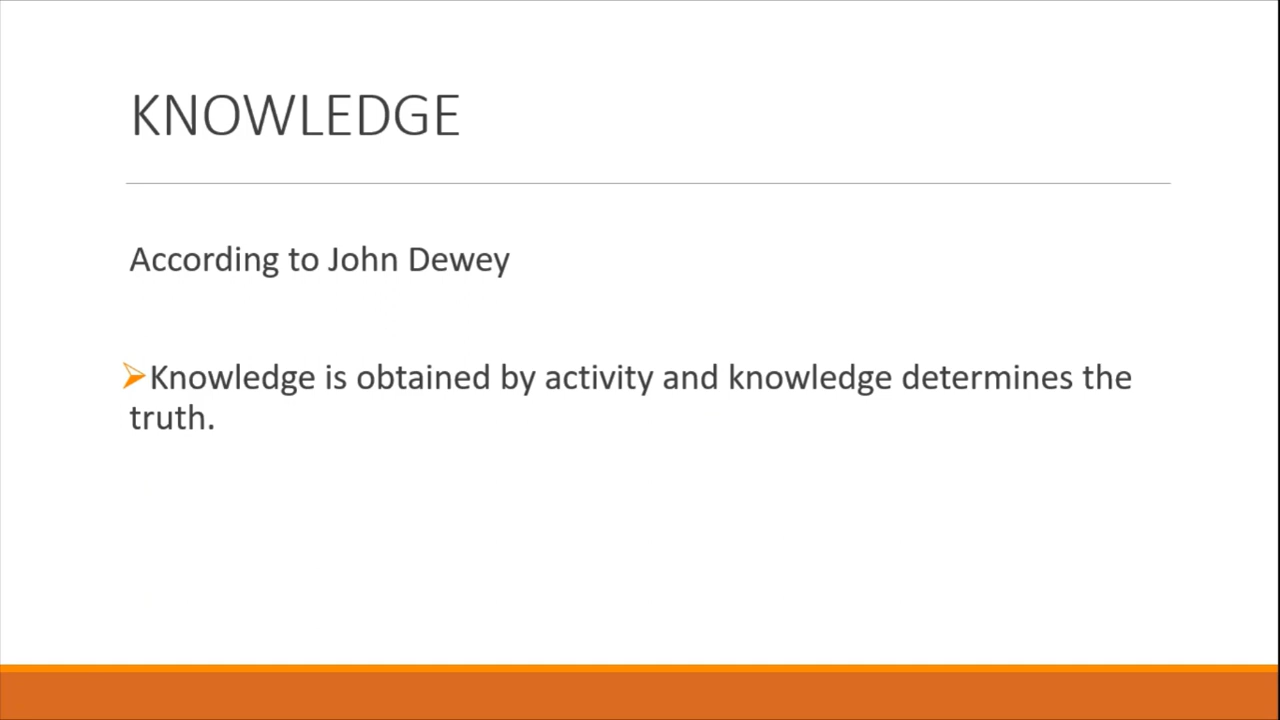 KNOWLEDGE
According to John Dewey
Knowledge is obtained by activity and knowledge determines the
truth.